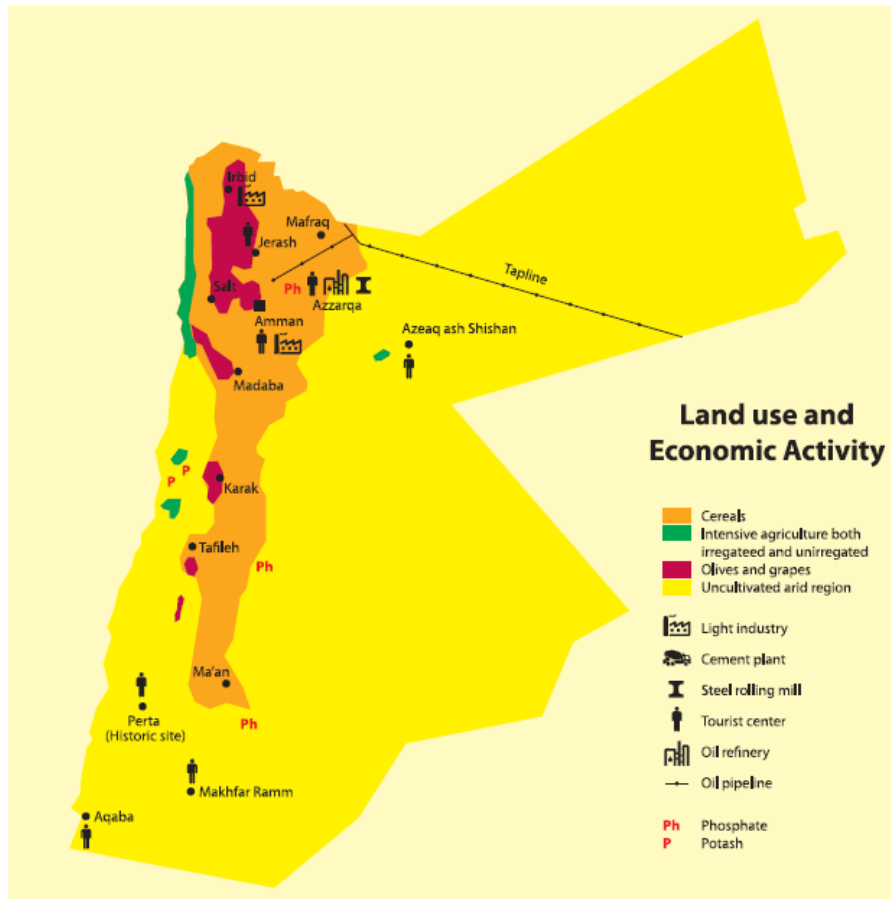 Irbid
Mafraq
Jerash
Tapline
Salt
Ph
Azzarqa
Amman
Azeaq ash Shishan
Madaba
Land use and
Economic Activity
P
P
Karak
Cereals
Intensive agriculture both
irregateed and unirregated
Olives and grapes
Uncultivated arid region
Tafileh
Ph
Light industry
Cement plant
Ma'an
Steel rolling mill
Perta
(Historic site)
Ph
Tourist center
Oil refinery
Makhfar Ramm
Oil pipeline
Aqaba
Ph Phosphate
P Potash